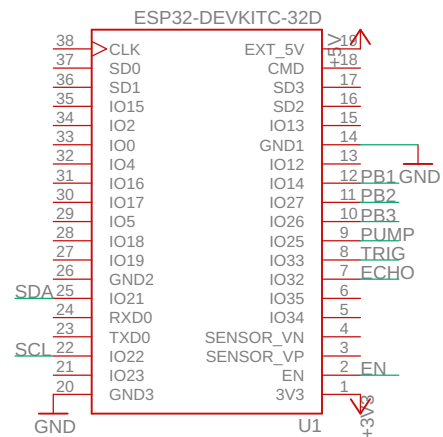 ESP32-DEVKITC-32D
38 CLK EXT_5V 19 +5V
37 SD0 CMD 18
36 SD1 SD3 17
35 IO15 SD2 16
34 IO2 IO13 15
33 IO0 GND1 14
32 IO4 IO12 13
31 IO16 IO14 12 PB1 GND
30 IO17 IO27 11 PB2
29 IO5 IO26 10 PB3
28 IO18 IO25 9 PUMP
27 IO19 IO33 8 TRIG
26 GND2 IO32 7 ECHO
SDA 25 IO21 IO35 6
24 RXD0 IO34 5
23 TXD0 SENSOR_VN 4
SCL 22 IO22 SENSOR_VP 3
21 IO23 EN 2 EN
20 GND3 3V3 1 +3V3
GND U1